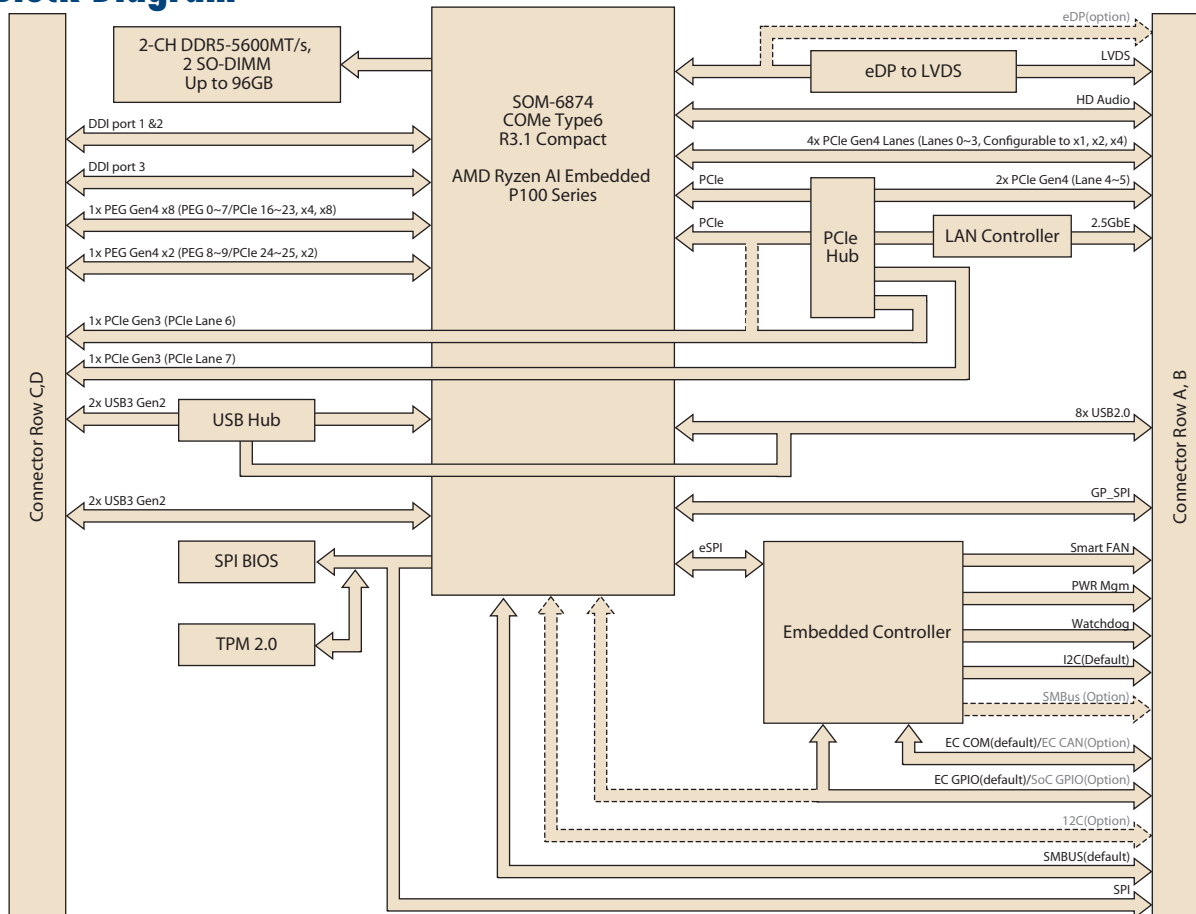 Block Diagram
2-CH DDR5-5600MT/s,
2 SO-DIMM
Up to 96GB
SOM-6874
COMe Type6
R3.1 Compact
AMD Ryzen AI Embedded
P100 Series
eDP(option)
LVDS
eDP to LVDS
HD Audio
4x PCIe Gen4 Lanes (Lanes 0~3, Configurable to x1, x2, x4)
PCIe
2x PCIe Gen4 (Lane 4~5)
PCIe
PCIe
Hub
LAN Controller
2.5GbE
DDI port 1 &2
DDI port 3
1x PEG Gen4 x8 (PEG 0~7/PCIe 16~23, x4, x8)
1x PEG Gen4 x2 (PEG 8~9/PCIe 24~25, x2)
1x PCIe Gen3 (PCIe Lane 6)
1x PCIe Gen3 (PCIe Lane 7)
2x USB3 Gen2
USB Hub
8x USB2.0
Connector Row C,D
Connector Row A, B
2x USB3 Gen2
GP_SPI
SPI BIOS
TPM 2.0
eSPI
Embedded Controller
Smart FAN
PWR Mgm
Watchdog
I2C(Default)
SMBus (Option)
EC COM(default)/EC CAN(Option)
EC GPIO(default)/SoC GPIO(Option)
12C(Option)
SMBUS(default)
SPI